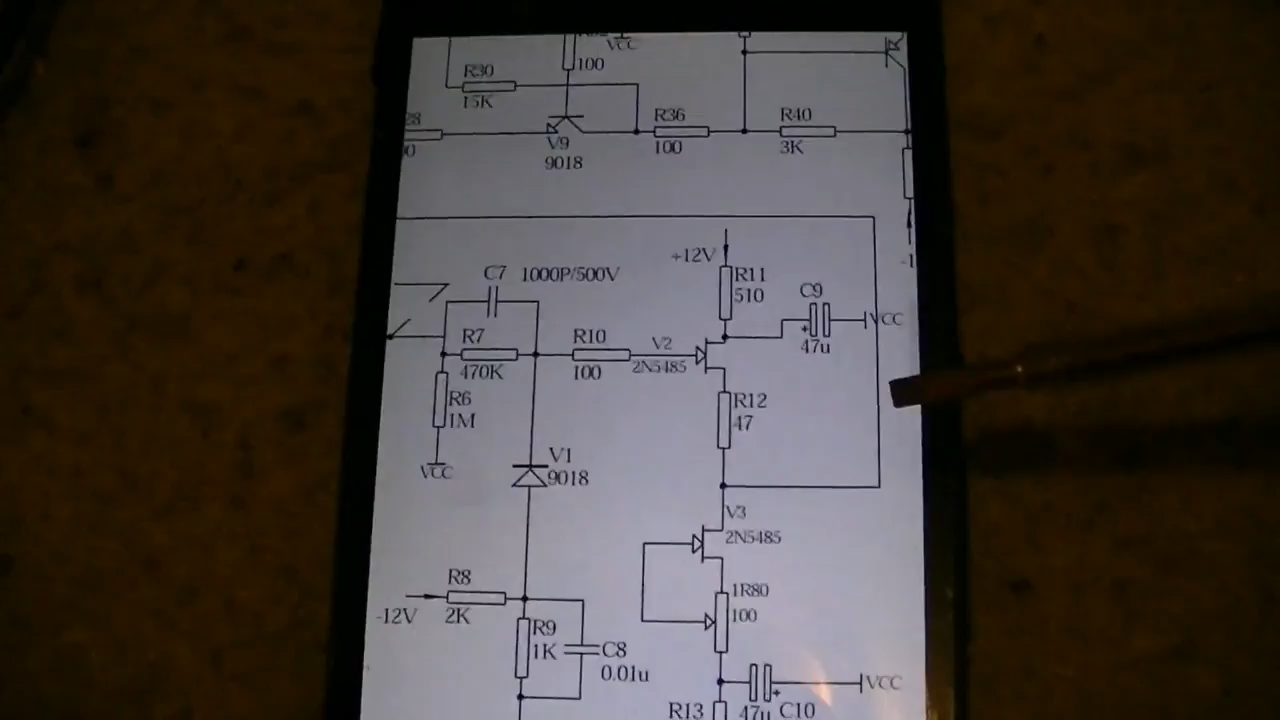 VCC
100
R30
15K
28
V9
9018
R36
100
R40
3K
+12V
R11
510
C9
VCC
47u
C7 1000P/500V
R7
470K
R10
100
V2
2N5485
R6
1M
VCC
R12
47
V1
9018
V3
2N5485
1R80
100
R8
-12V
2K
R9
1K
C8
0.01u
VCC
R13
47u C10
-1